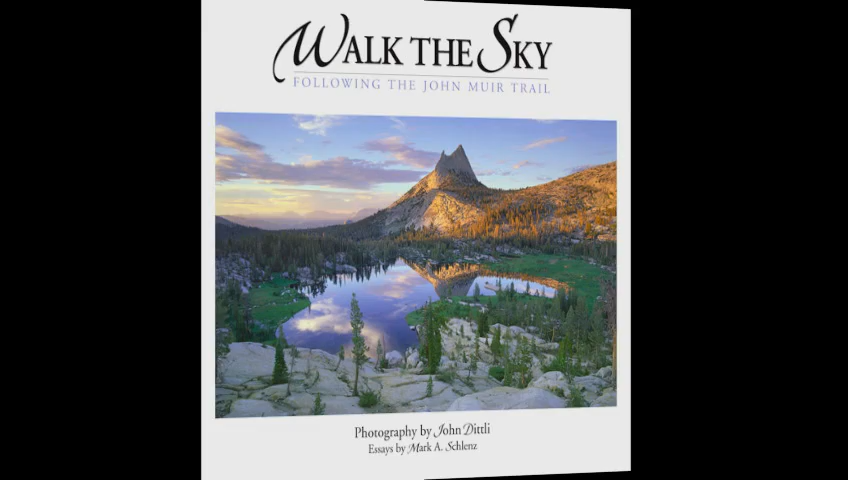 Walk the Sky
Following the John Muir Trail
Photography by John Dittli
Essays by Mark A. Schlenz